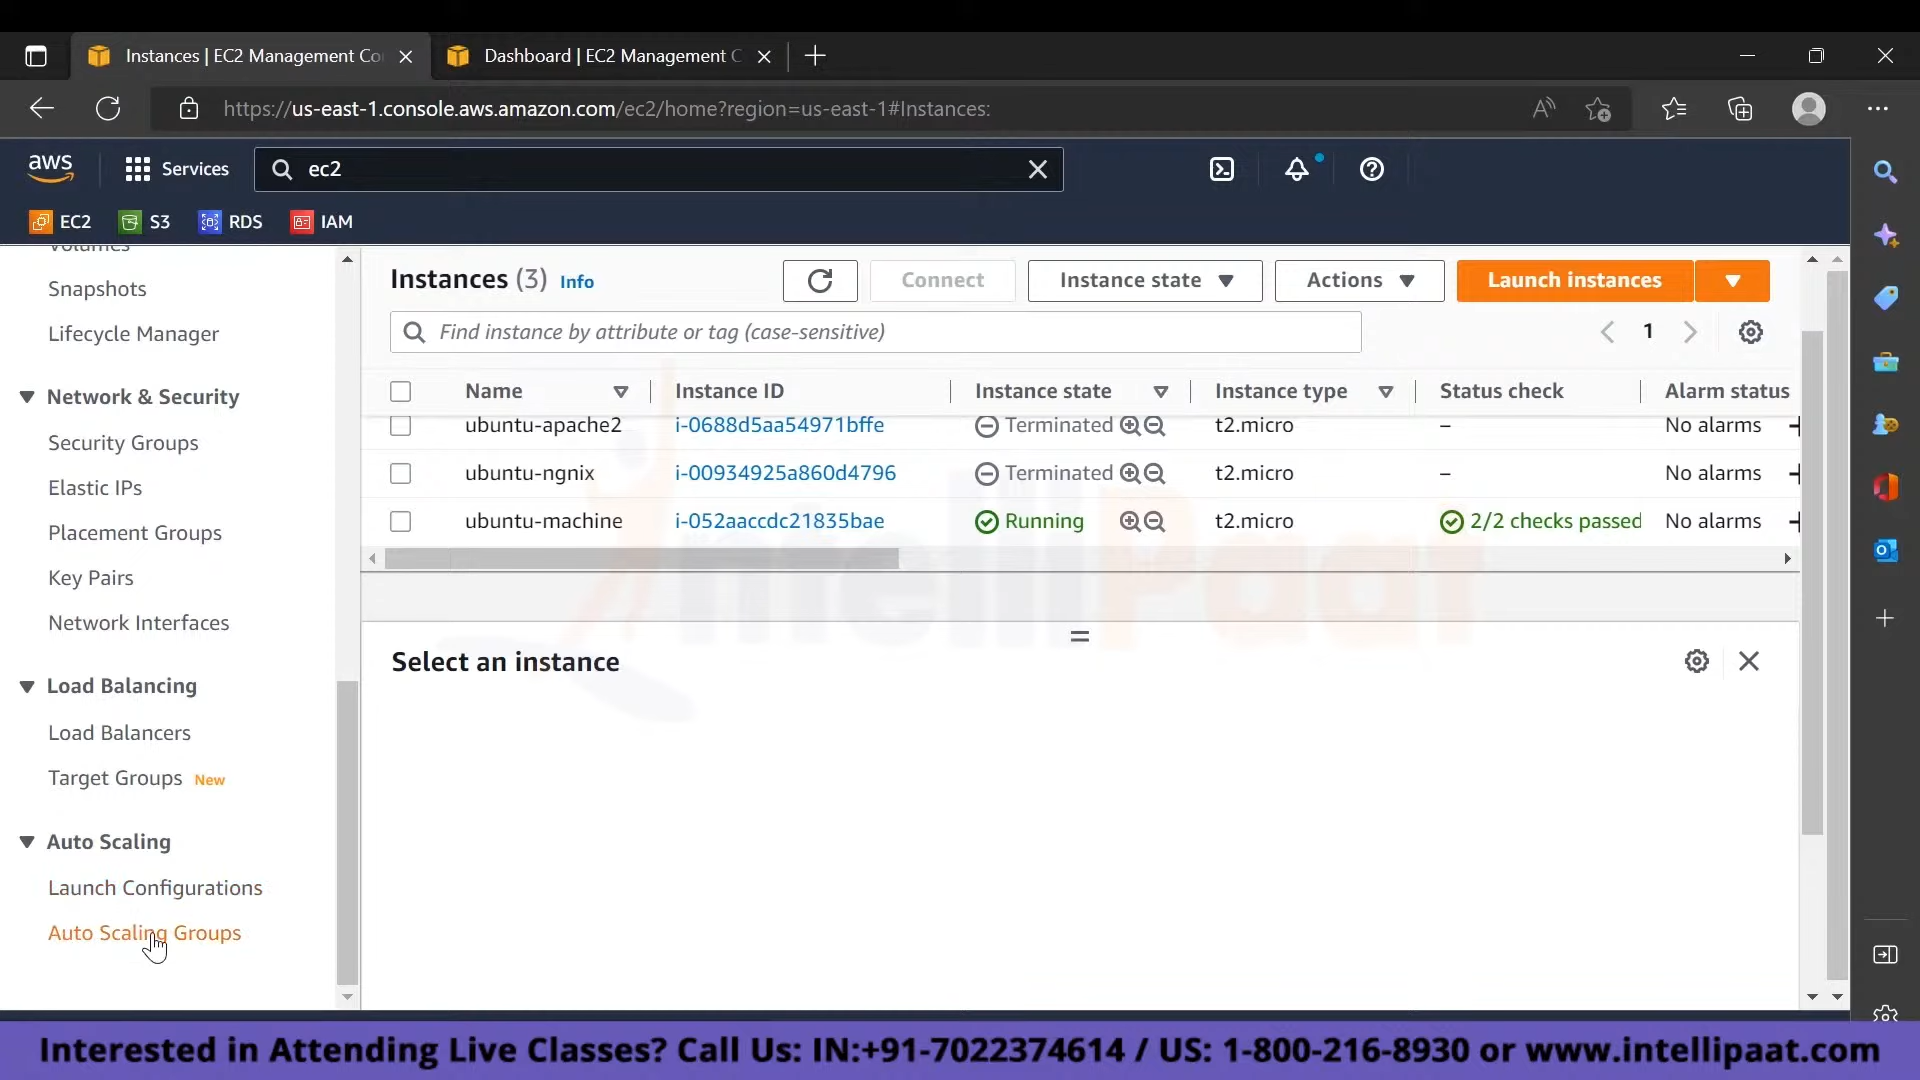 Instances | EC2 Management Co
Dashboard | EC2 Management C
https://us-east-1.console.aws.amazon.com/ec2/home?region=us-east-1#Instances:
aws
Services
ec2
EC2
S3
RDS
IAM
Volumes
Snapshots
Lifecycle Manager
Network & Security
Security Groups
Elastic IPs
Placement Groups
Key Pairs
Network Interfaces
Load Balancing
Load Balancers
Target Groups New
Auto Scaling
Launch Configurations
Auto Scaling Groups
Instances (3) Info
Connect
Instance state
Actions
Launch instances
Find instance by attribute or tag (case-sensitive)
1
Name Instance ID Instance state Instance type Status check Alarm status
ubuntu-apache2 i-0688d5aa54971bffe Terminated t2.micro – No alarms
ubuntu-ngnix i-00934925a860d4796 Terminated t2.micro – No alarms
ubuntu-machine i-052aaccdc21835bae Running t2.micro 2/2 checks passed No alarms
IntelliPaat
Select an instance
Interested in Attending Live Classes? Call Us: IN:+91-7022374614 / US: 1-800-216-8930 or www.intellipaat.com